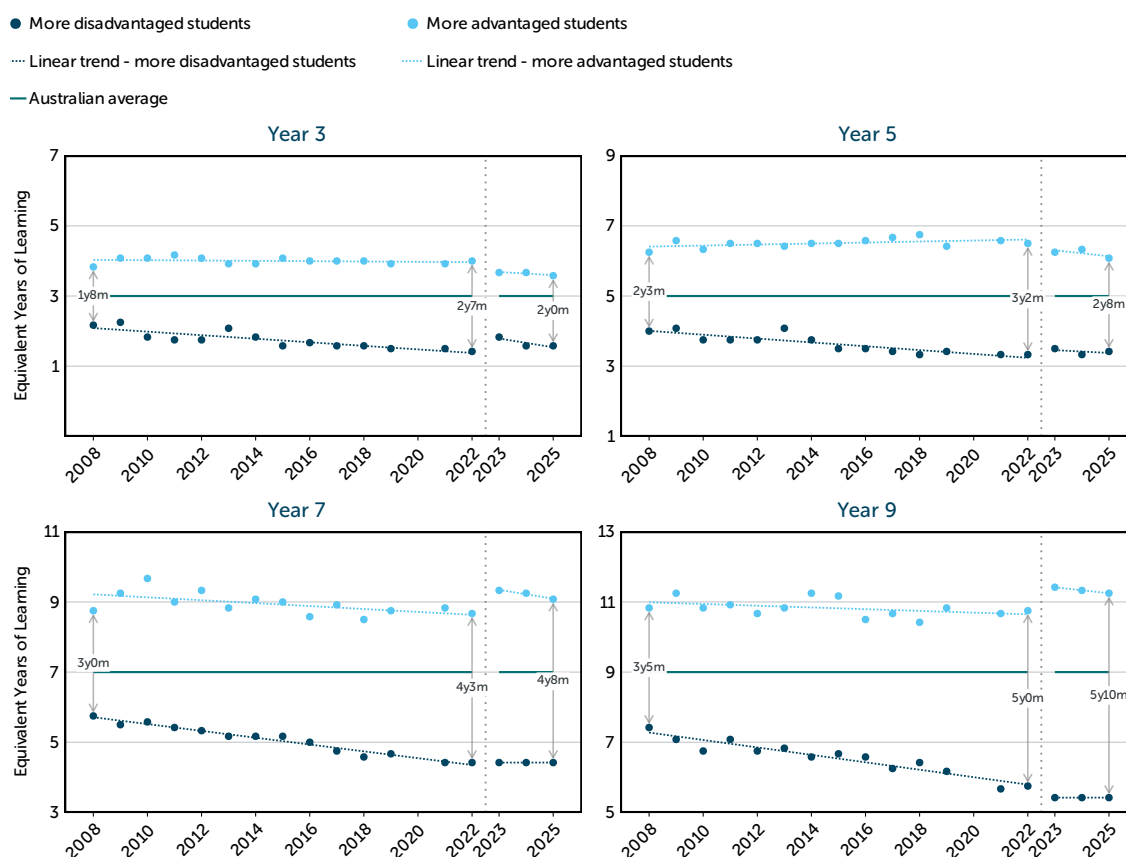 More disadvantaged students
More advantaged students
Linear trend - more disadvantaged students
Linear trend - more advantaged students
Australian average
Year 3
Equivalent Years of Learning
7
5
3
1
1y8m
2y7m
2y0m
2008
2010
2012
2014
2016
2018
2020
2022
2023
2025
Year 5
9
7
5
3
1
2y3m
3y2m
2y8m
2008
2010
2012
2014
2016
2018
2020
2022
2023
2025
Year 7
Equivalent Years of Learning
11
9
7
5
3
3y0m
4y3m
4y8m
2008
2010
2012
2014
2016
2018
2020
2022
2023
2025
Year 9
13
11
9
7
5
3y5m
5y0m
5y10m
2008
2010
2012
2014
2016
2018
2020
2022
2023
2025